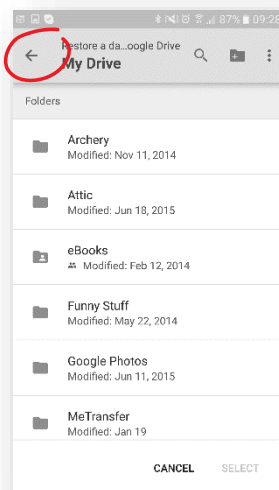 87% 09:28
Restore a da...oogle Drive
My Drive
Folders
Archery
Modified: Nov 11, 2014
Attic
Modified: Jun 18, 2015
eBooks
Modified: Feb 12, 2014
Funny Stuff
Modified: May 22, 2014
Google Photos
Modified: Jun 11, 2015
MeTransfer
Modified: Jan 19
CANCEL SELECT